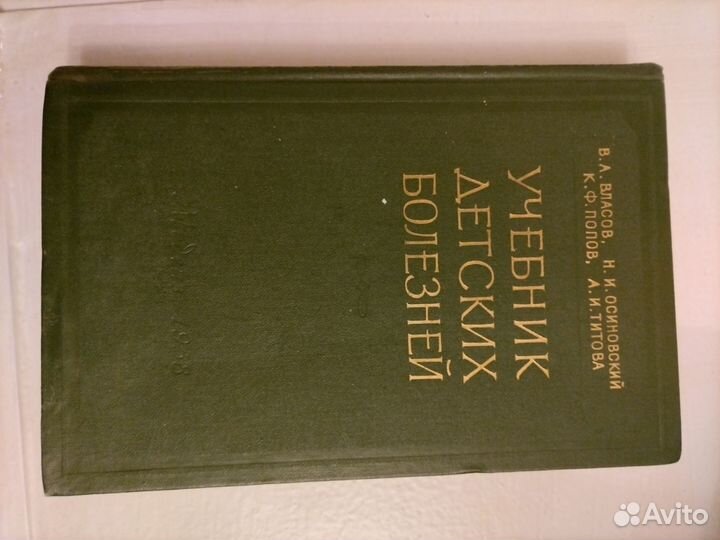 В.А.ВЛАСОВ, Н.И.ОСИНОВСКИЙ
К.Ф.ПОПОВ, А.И.ТИТОВА
УЧЕБНИК
ДЕТСКИХ
БОЛЕЗНЕЙ
Avito